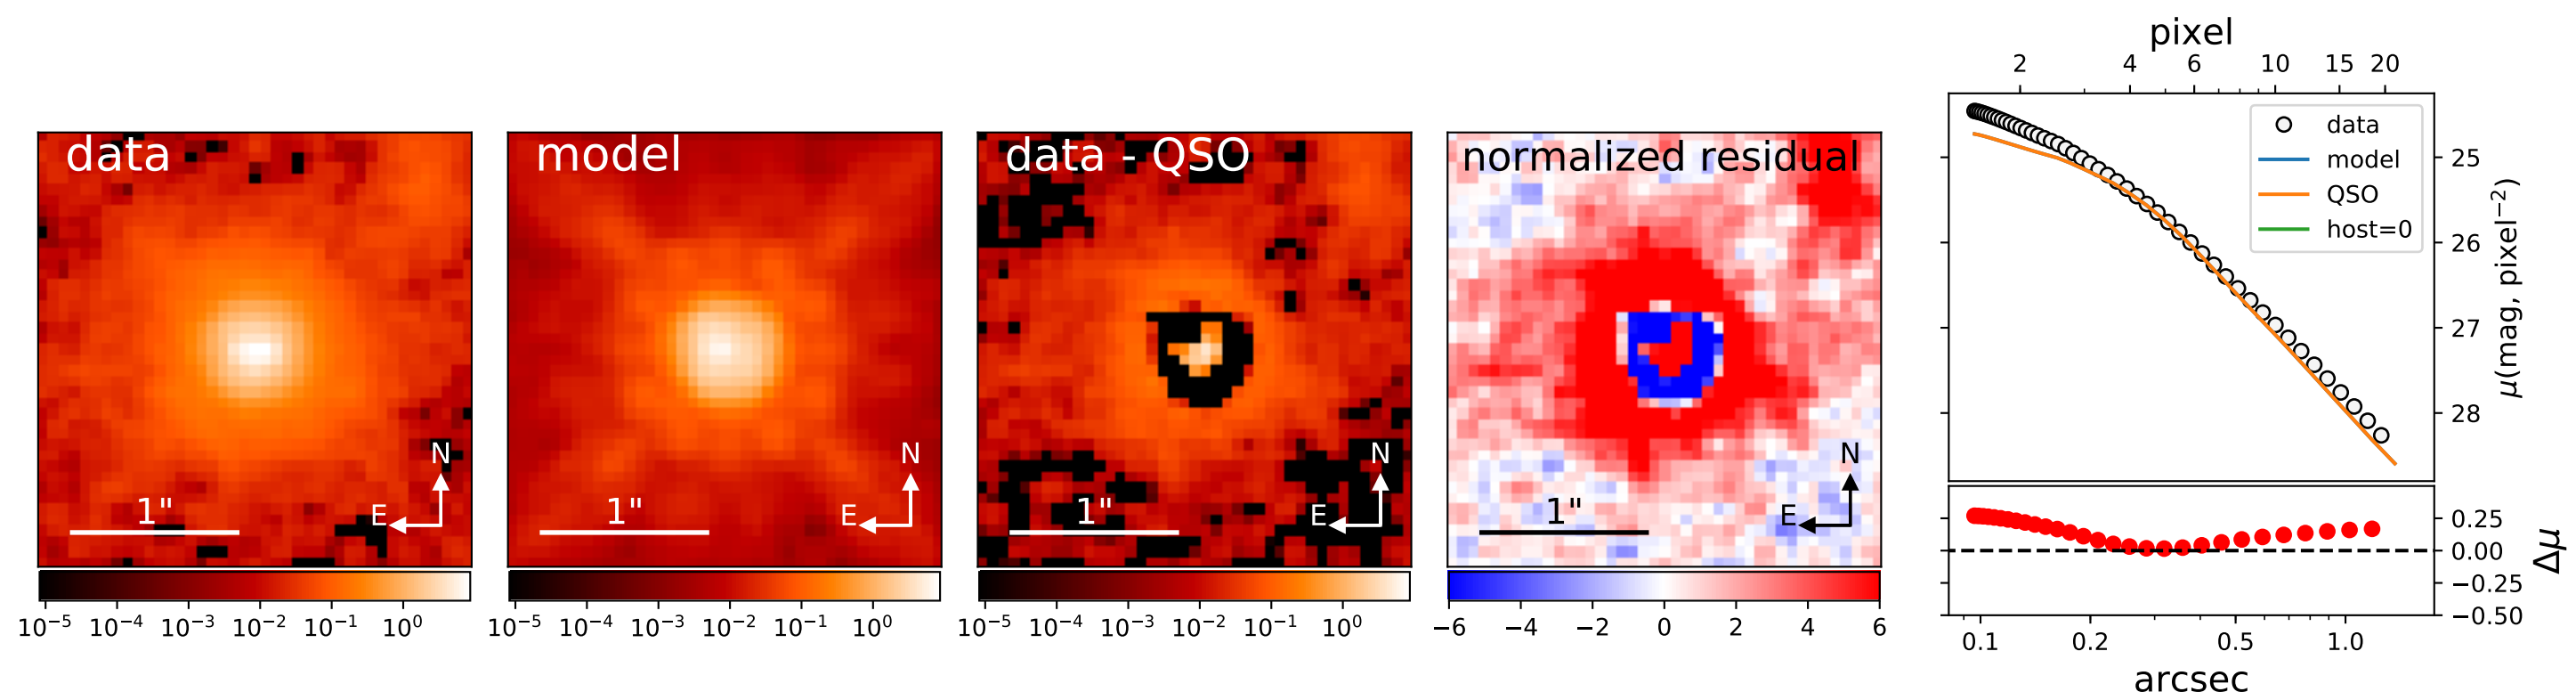 data
N
E
1"
10⁻⁵ 10⁻⁴ 10⁻³ 10⁻² 10⁻¹ 10⁰
model
N
E
1"
10⁻⁵ 10⁻⁴ 10⁻³ 10⁻² 10⁻¹ 10⁰
data - QSO
N
E
1"
10⁻⁵ 10⁻⁴ 10⁻³ 10⁻² 10⁻¹ 10⁰
normalized residual
N
E
1"
−6 −4 −2 0 2 4 6
pixel
2 4 6 10 15 20
data
model
QSO
host=0
25
26
27
28
μ(mag, pixel⁻²)
0.25
0.00
−0.25
−0.50
Δμ
0.1 0.2 0.5 1.0
arcsec